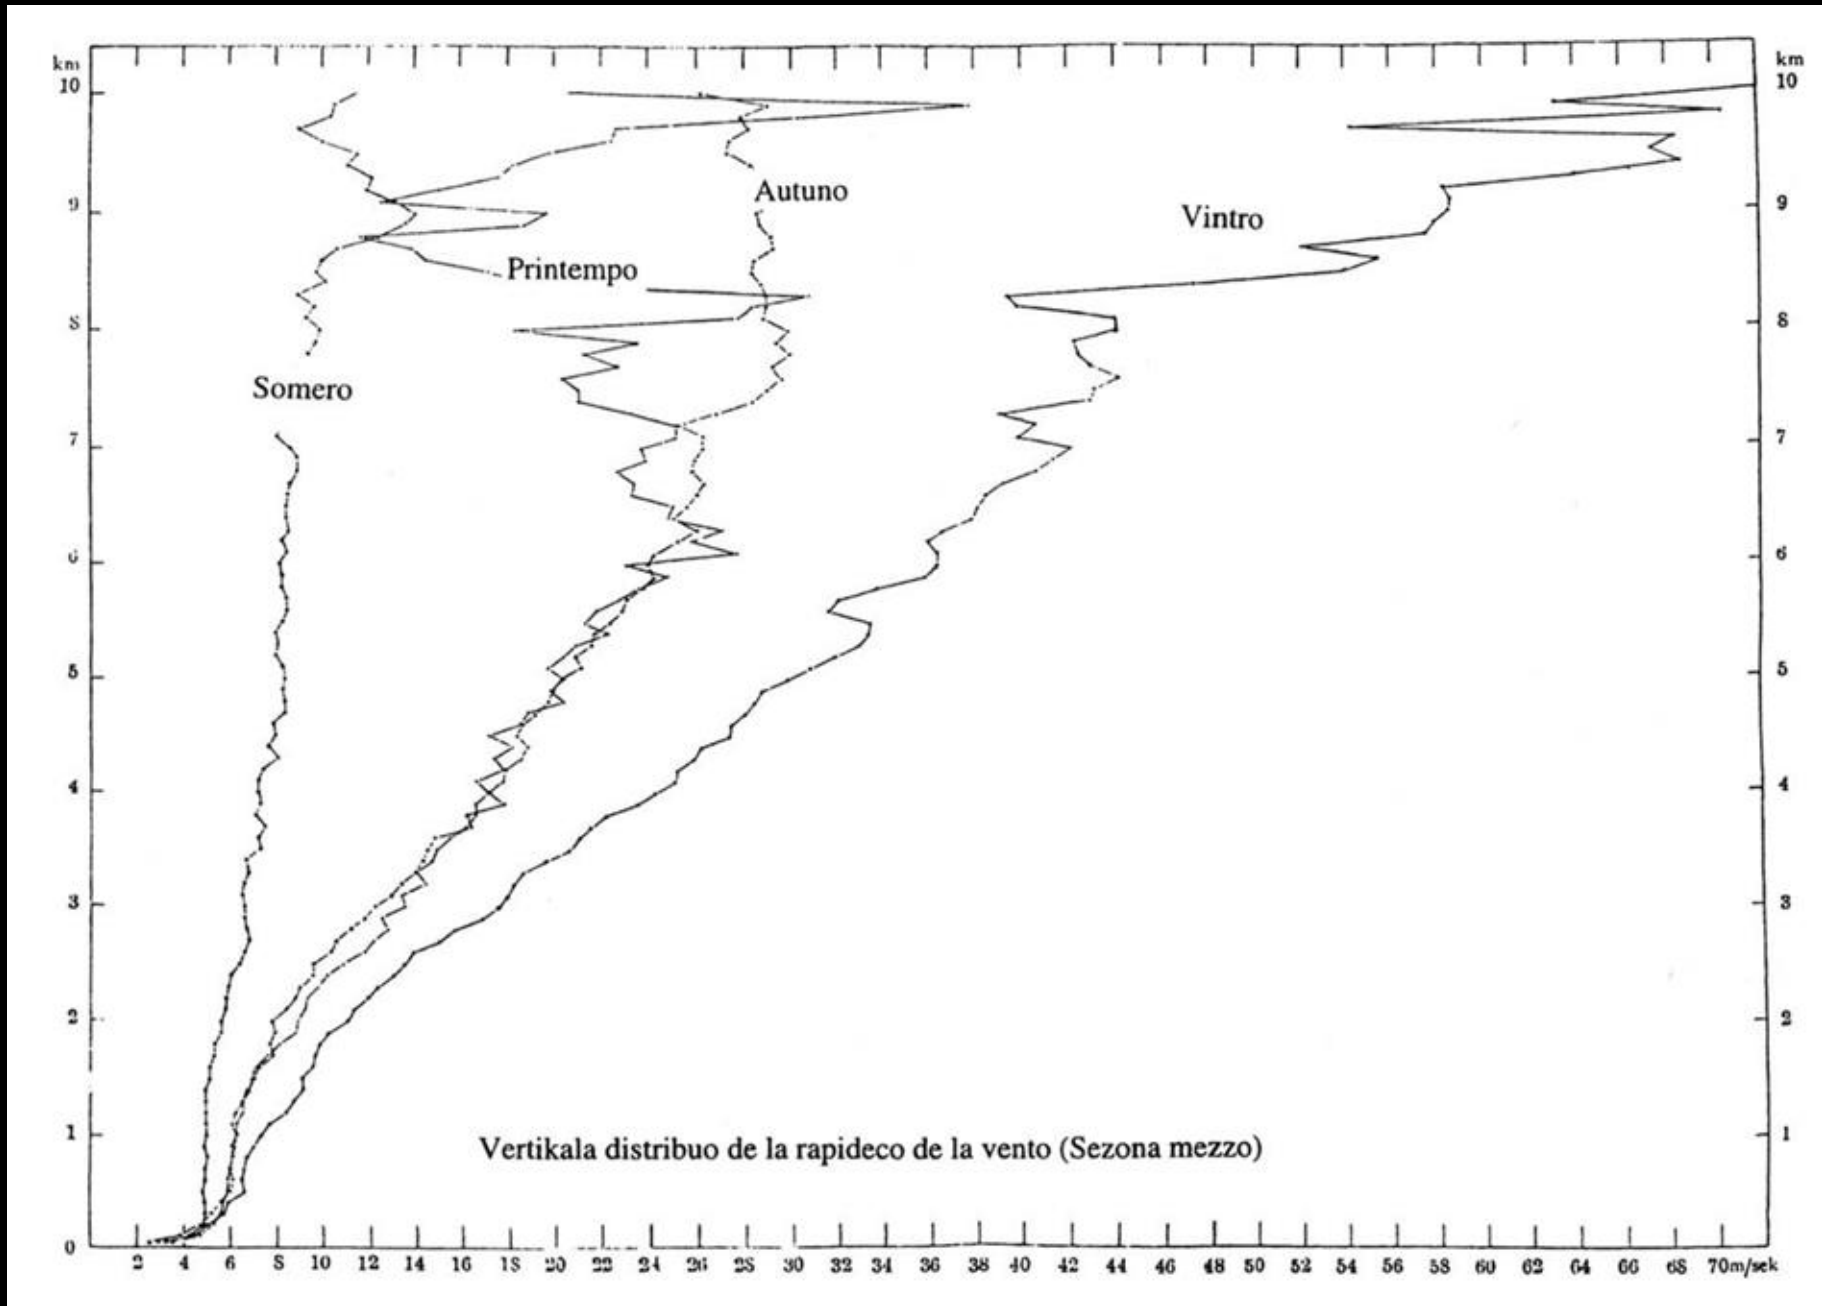 km km
10 10
Autuno
9 Vintro 9
Printempo
8 8
Somero
7 7
6 6
5 5
4 4
3 3
2 2
1 Vertikala distribuo de la rapideco de la vento (Sezona mezzo) 1
0
2 4 6 8 10 12 14 16 18 20 22 24 26 28 30 32 34 36 38 40 42 44 46 48 50 52 54 56 58 60 62 64 66 68 70 m/sek